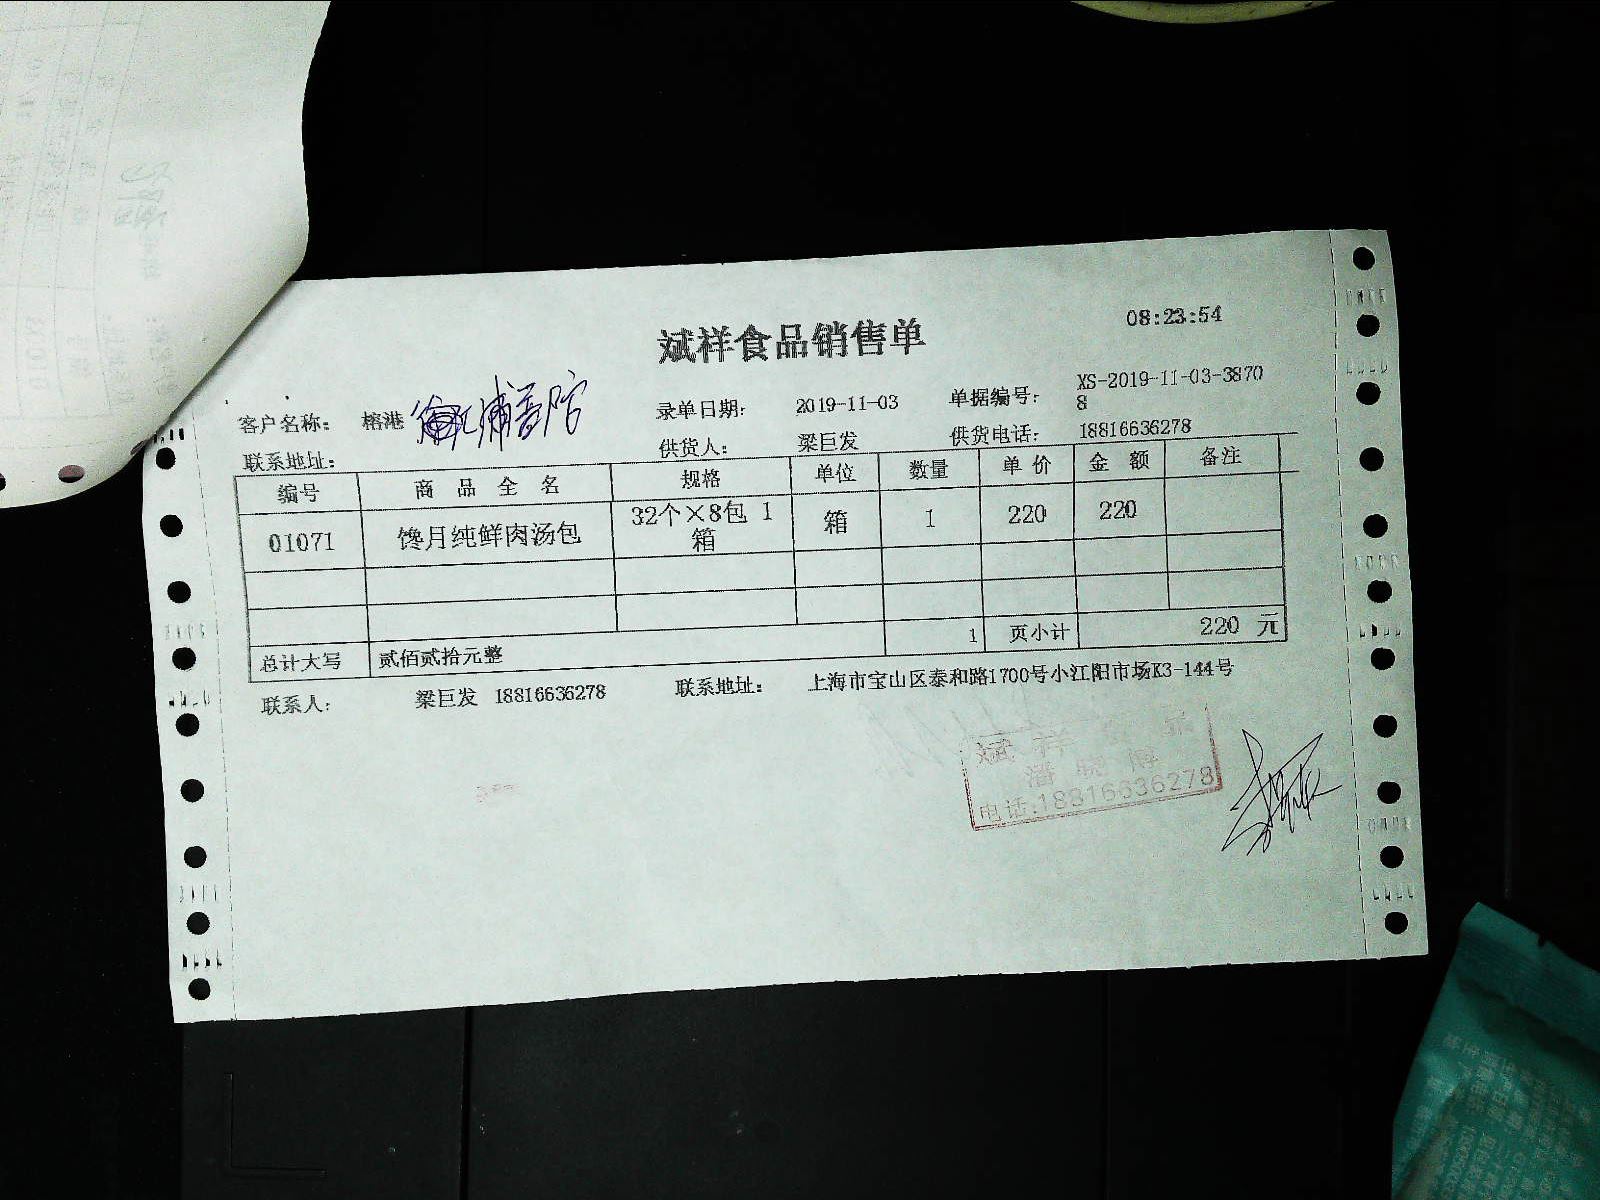 斌祥食品销售单
08:23:54
客户名称: 榕港 录单日期: 2019-11-03 单据编号: XS-2019-11-03-38708
联系地址: 供货人: 梁巨发 供货电话: 18816636278
编号 商品全名 规格 单位 数量 单价 金额 备注
01071 馋月纯鲜肉汤包 32个×8包 1箱 箱 1 220 220
总计大写 贰佰贰拾元整 1 页小计 220 元
联系人: 梁巨发 18816636278 联系地址: 上海市宝山区泰和路1700号小江阳市场K3-144号
斌祥食品
电话:18816636278